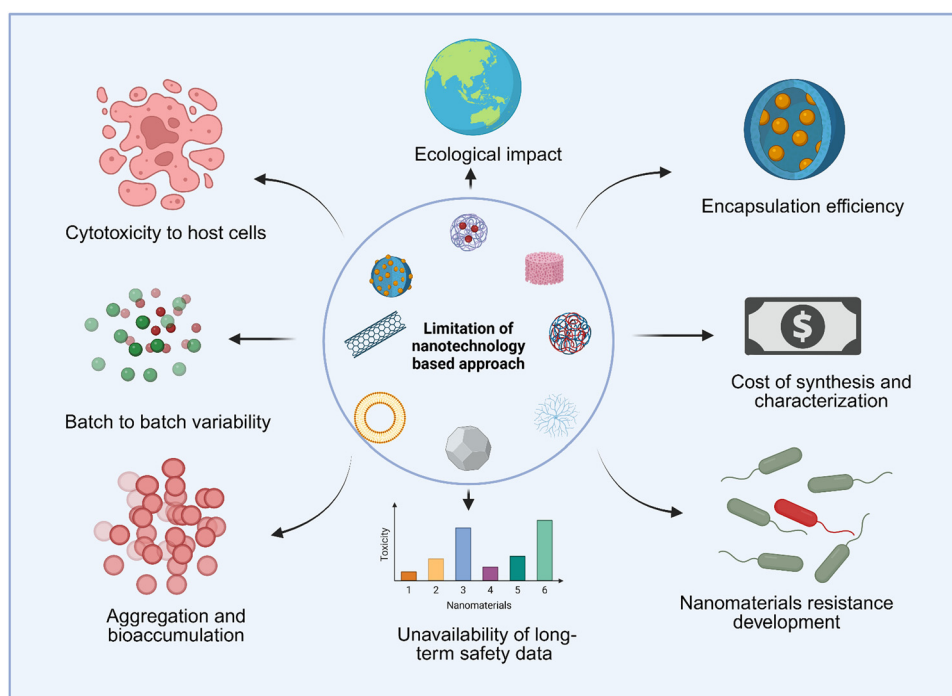 Ecological impact
Cytotoxicity to host cells
Encapsulation efficiency
Limitation of
nanotechnology
based approach
$
Batch to batch variability
Cost of synthesis and
characterization
Aggregation and
bioaccumulation
Toxicity
1 2 3 4 5 6
Nanomaterials
Unavailability of long-
term safety data
Nanomaterials resistance
development